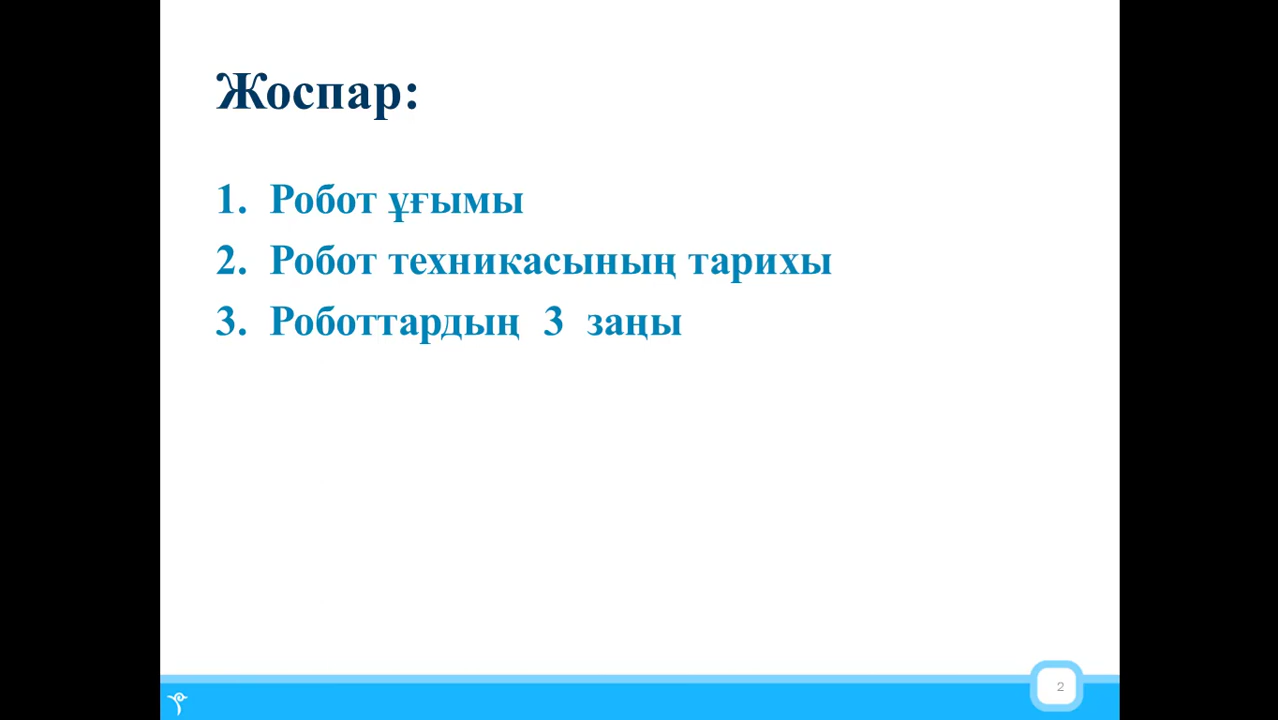 Жоспар:
1. Робот ұғымы
2. Робот техникасының тарихы
3. Роботтардың 3 заңы
2